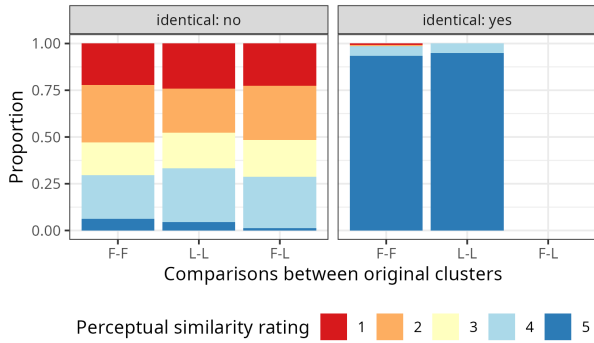 identical: no
identical: yes
Proportion
1.00
0.75
0.50
0.25
0.00
F-F L-L F-L
F-F L-L F-L
Comparisons between original clusters
Perceptual similarity rating 1 2 3 4 5